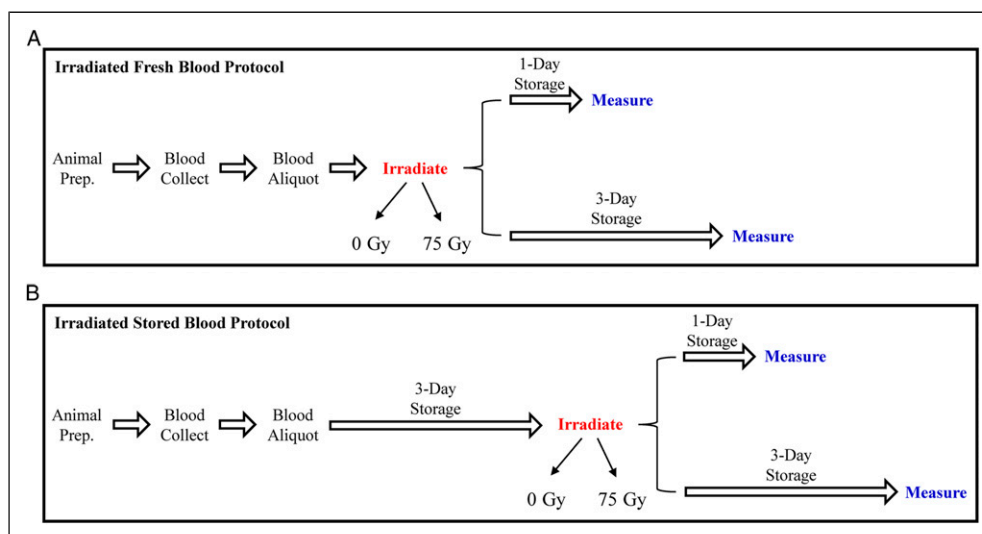 A
Irradiated Fresh Blood Protocol
1-Day
Storage
Measure
Animal
Prep.
Blood
Collect
Blood
Aliquot
Irradiate
0 Gy
75 Gy
3-Day
Storage
Measure
B
Irradiated Stored Blood Protocol
1-Day
Storage
Measure
Animal
Prep.
Blood
Collect
Blood
Aliquot
3-Day
Storage
Irradiate
0 Gy
75 Gy
3-Day
Storage
Measure